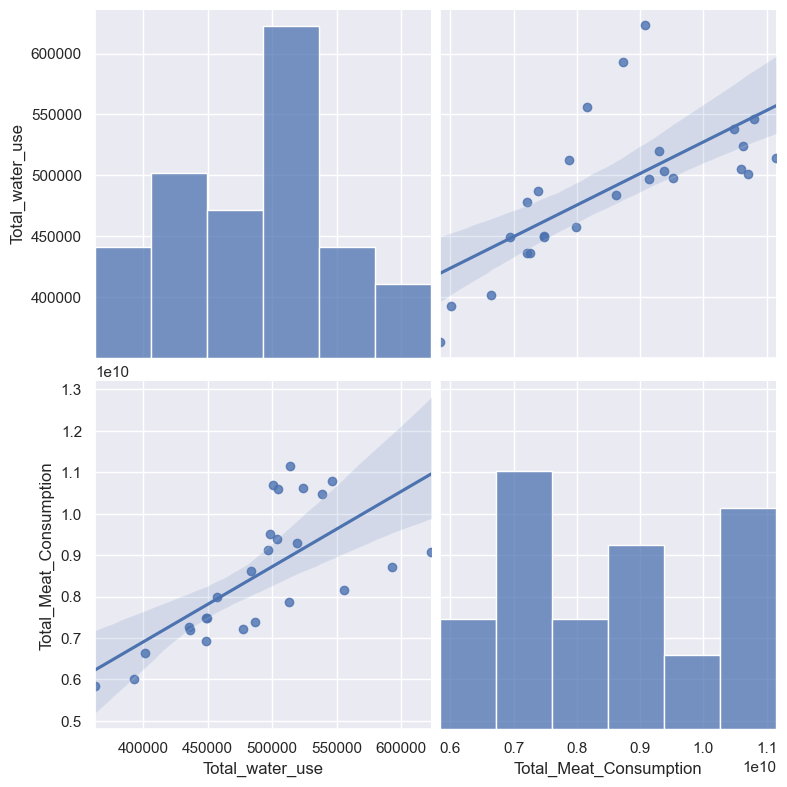 600000
550000
500000
450000
400000
Total_water_use
1e10
1.3
1.2
1.1
1.0
0.9
0.8
0.7
0.6
0.5
Total_Meat_Consumption
400000 450000 500000 550000 600000
Total_water_use
0.6 0.7 0.8 0.9 1.0 1.1
Total_Meat_Consumption
1e10